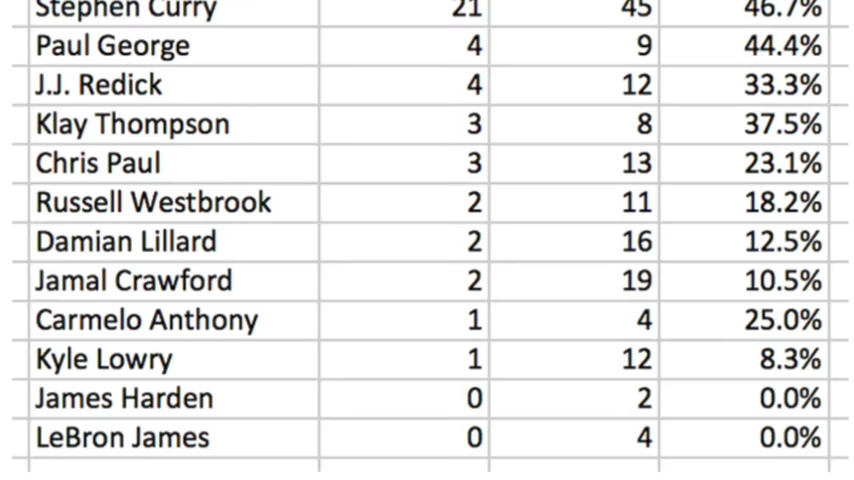 Stephen Curry 21 45 46.7%
Paul George 4 9 44.4%
J.J. Redick 4 12 33.3%
Klay Thompson 3 8 37.5%
Chris Paul 3 13 23.1%
Russell Westbrook 2 11 18.2%
Damian Lillard 2 16 12.5%
Jamal Crawford 2 19 10.5%
Carmelo Anthony 1 4 25.0%
Kyle Lowry 1 12 8.3%
James Harden 0 2 0.0%
LeBron James 0 4 0.0%